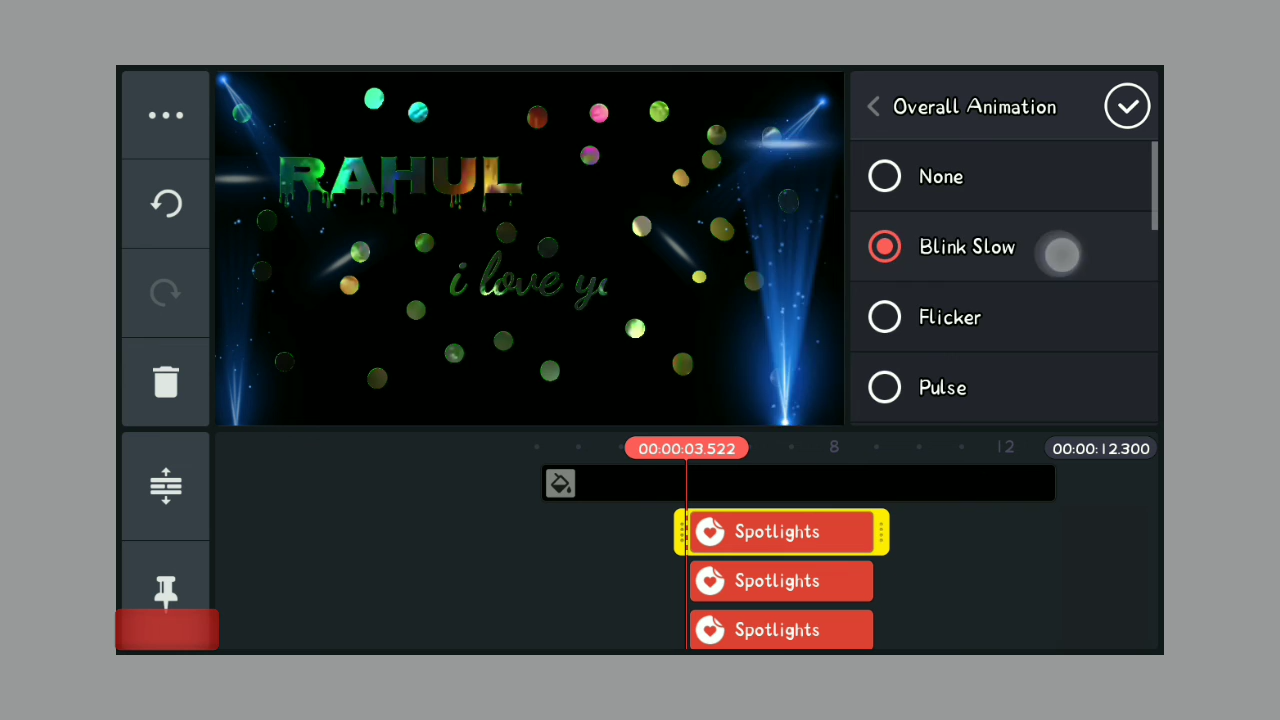 Overall Animation
None
RAHUL
Blink Slow
i love yo
Flicker
Pulse
00:00:03.522
8
12
00:00:12.300
Spotlights
Spotlights
Spotlights